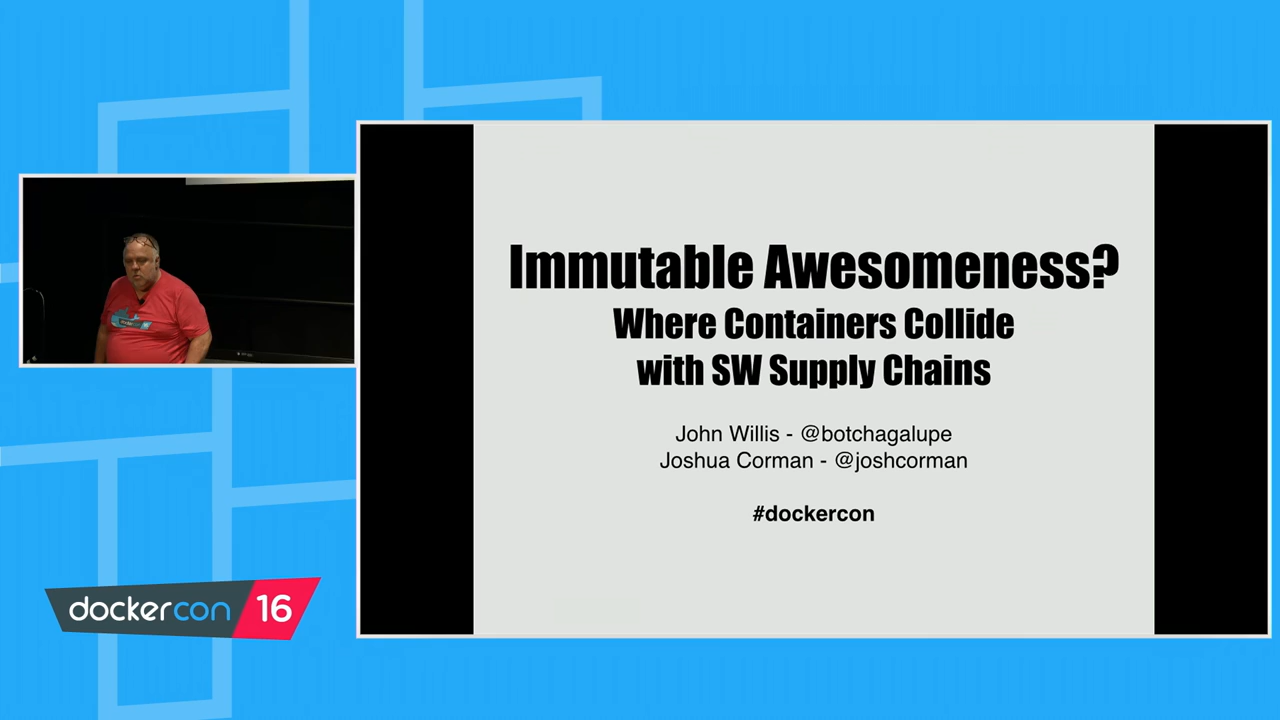 Immutable Awesomeness?
Where Containers Collide
with SW Supply Chains
John Willis - @botchagalupe
Joshua Corman - @joshcorman
#dockercon
dockercon 16